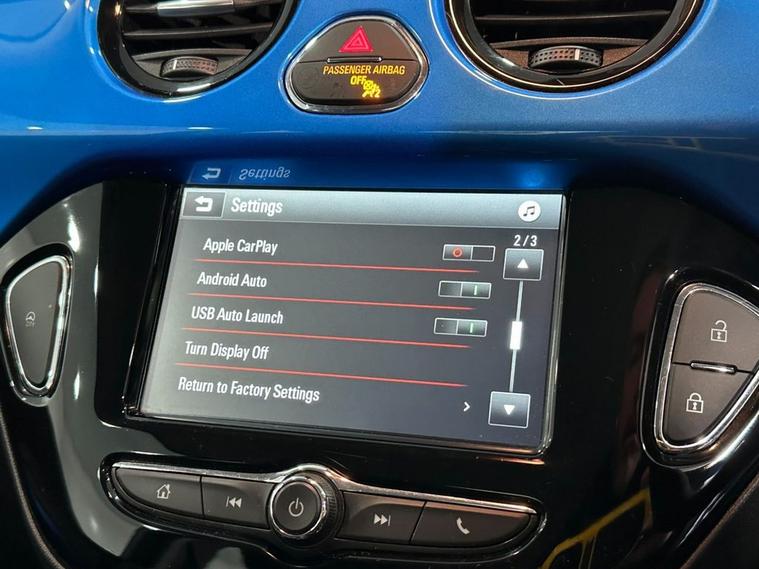 PASSENGER AIRBAG
OFF
Settings
2/3
Apple CarPlay
Android Auto
USB Auto Launch
Turn Display Off
Return to Factory Settings